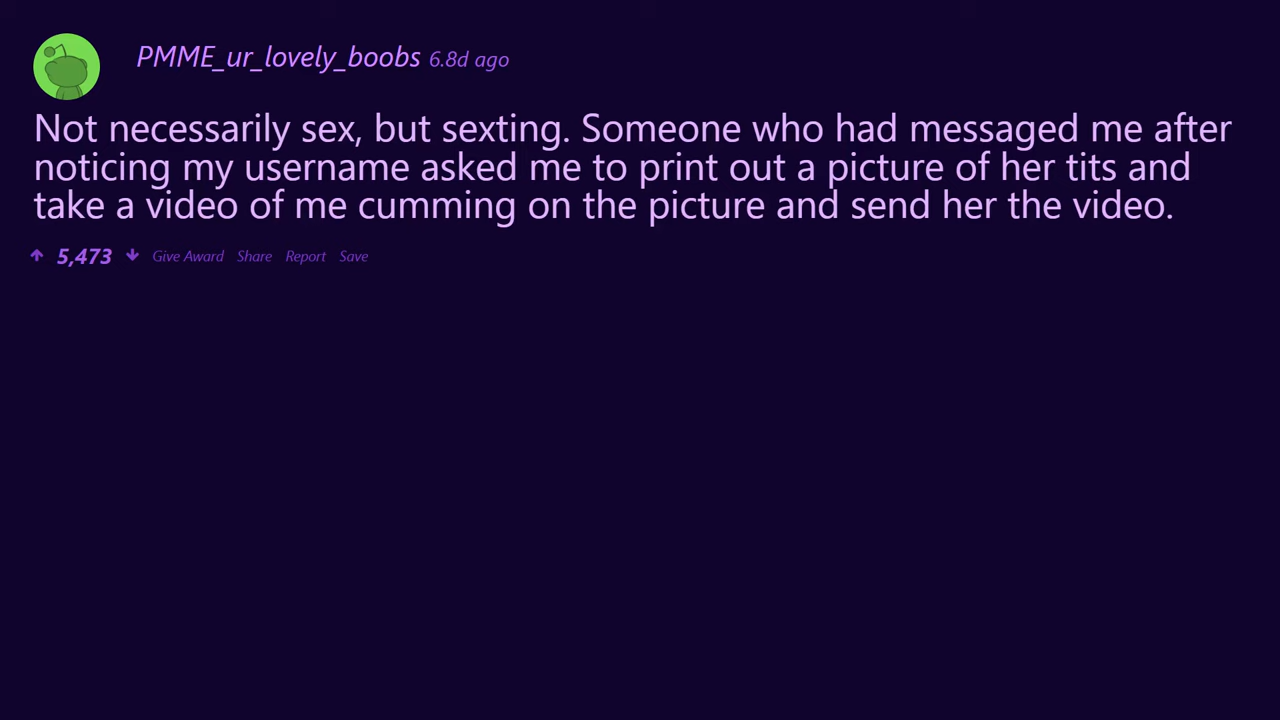 PMME_ur_lovely_boobs 6.8d ago
Not necessarily sex, but sexting. Someone who had messaged me after
noticing my username asked me to print out a picture of her tits and
take a video of me cumming on the picture and send her the video.
5,473 Give Award Share Report Save